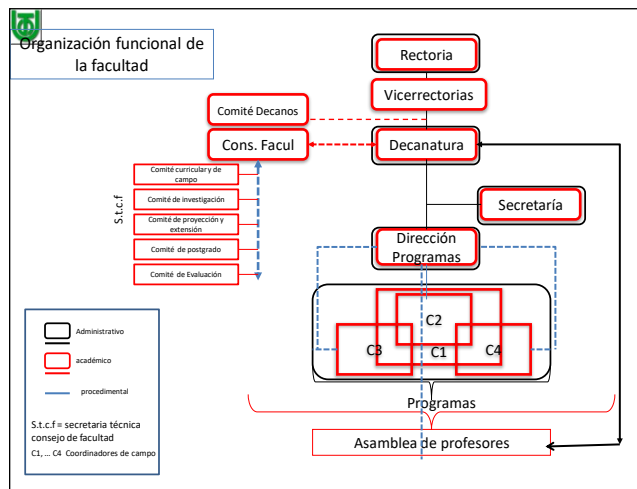 Organización funcional de
la facultad
Rectoria
Vicerrectorias
Comité Decanos
Cons. Facul
Decanatura
Comité curricular y de
campo
Comité de investigación
Comité de proyección y
extensión
Comité de postgrado
Comité de Evaluación
S.t.c.f
Secretaría
Dirección
Programas
C2
C3
C1
C4
Programas
Asamblea de profesores
Administrativo
académico
procedimental
S.t.c.f = secretaria técnica
consejo de facultad
C1, ... C4 Coordinadores de campo